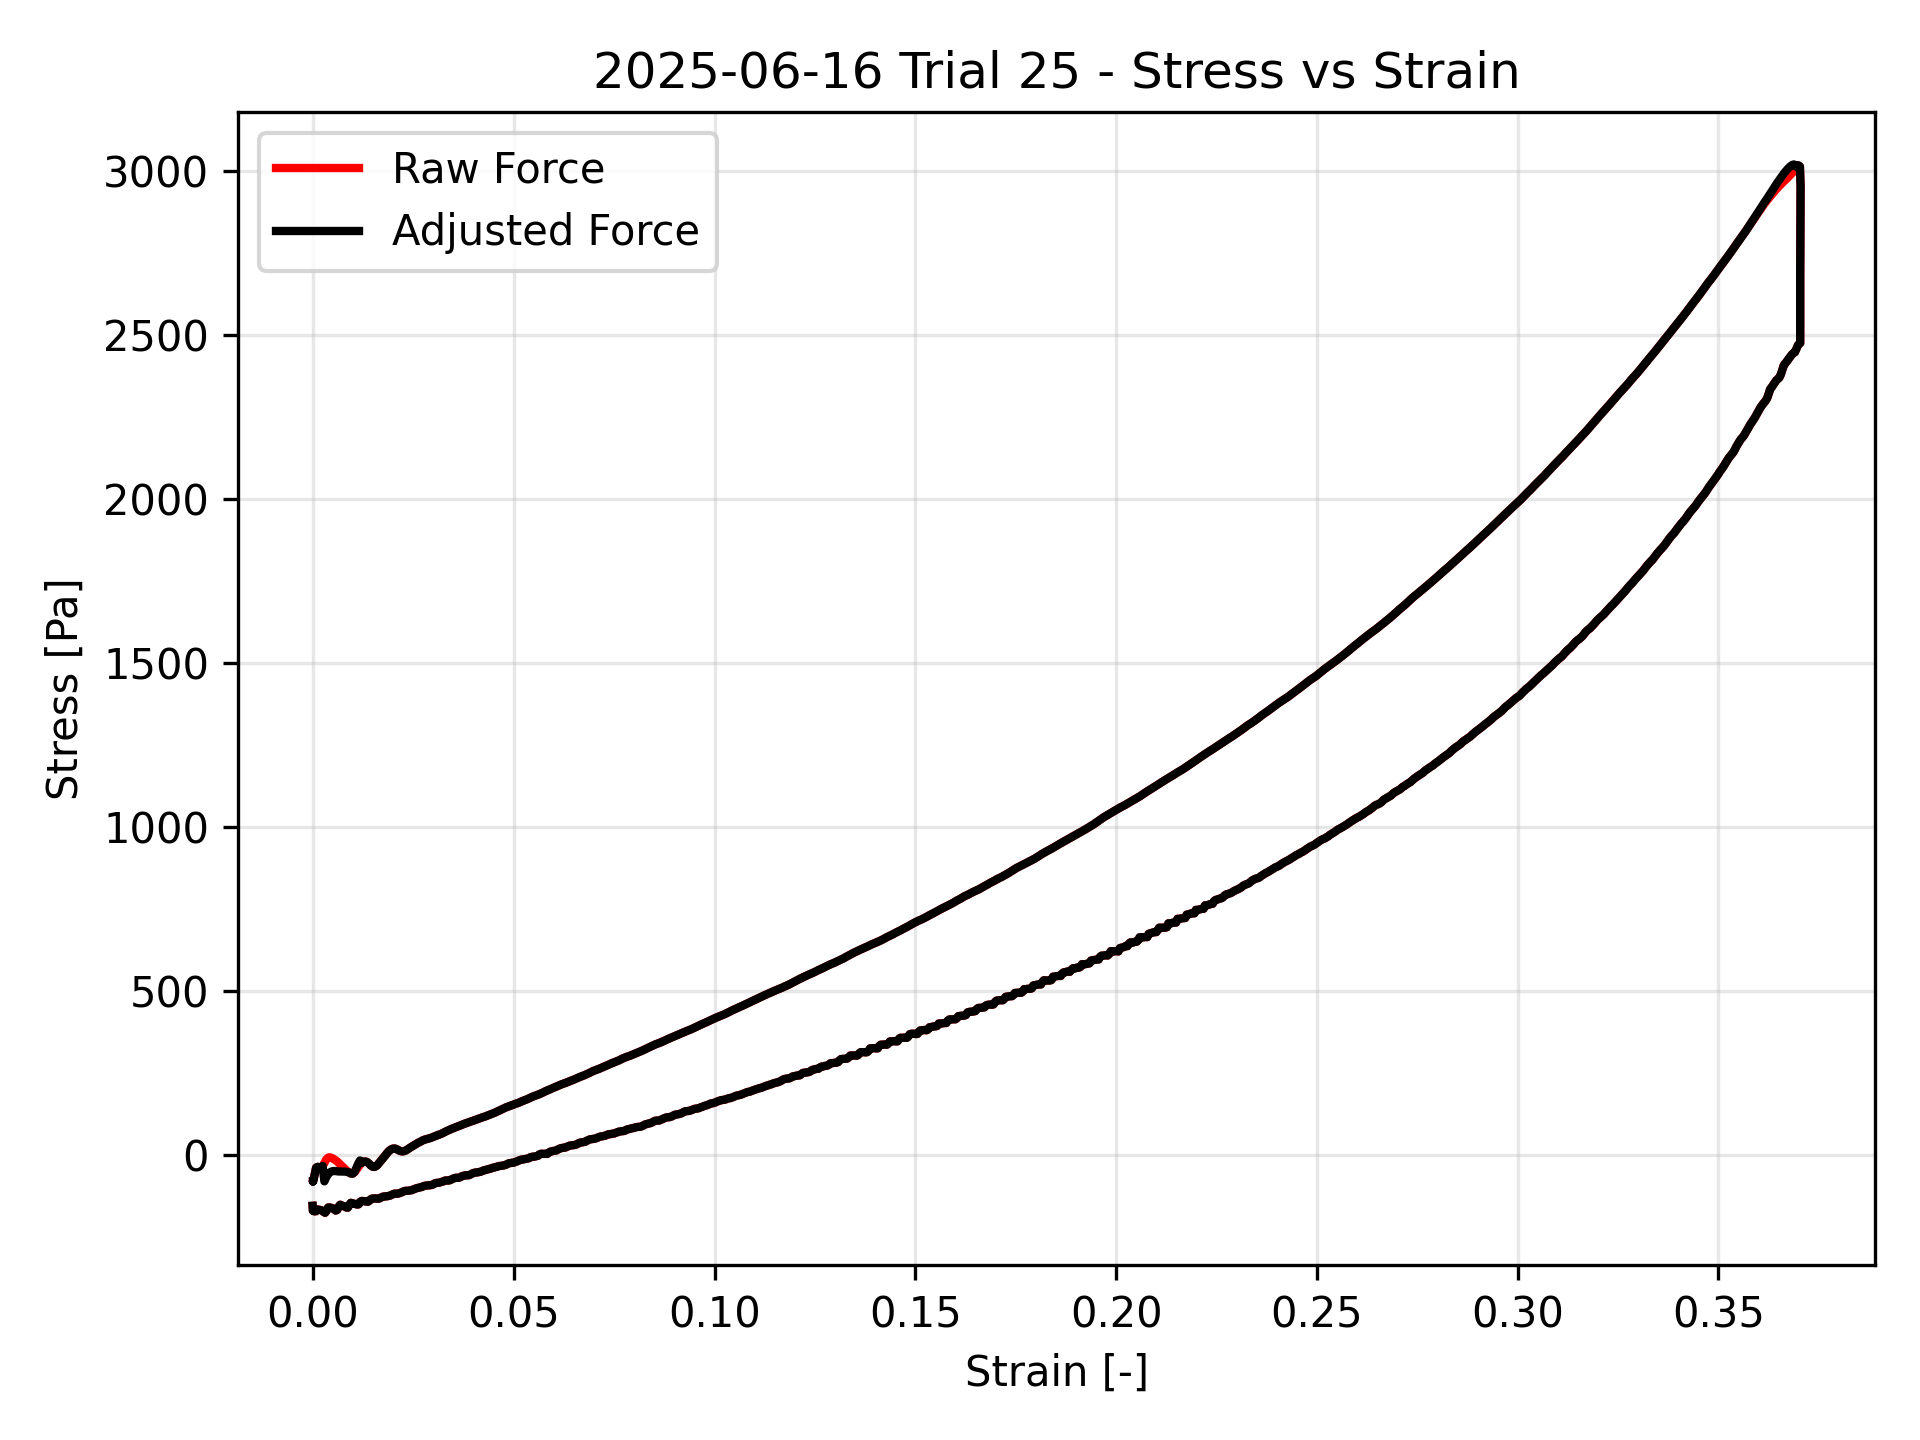 2025-06-16 Trial 25 - Stress vs Strain
Raw Force
Adjusted Force
3000
2500
2000
1500
1000
500
0
Stress [Pa]
0.00 0.05 0.10 0.15 0.20 0.25 0.30 0.35
Strain [-]